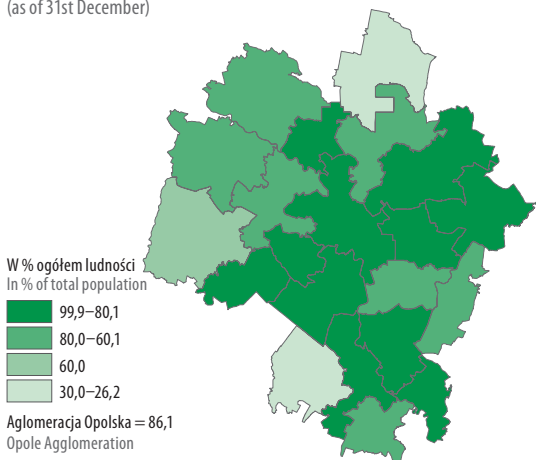 (as of 31st December)
W % ogółem ludności
In % of total population
99,9–80,1
80,0–60,1
60,0
30,0–26,2
Aglomeracja Opolska = 86,1
Opole Agglomeration